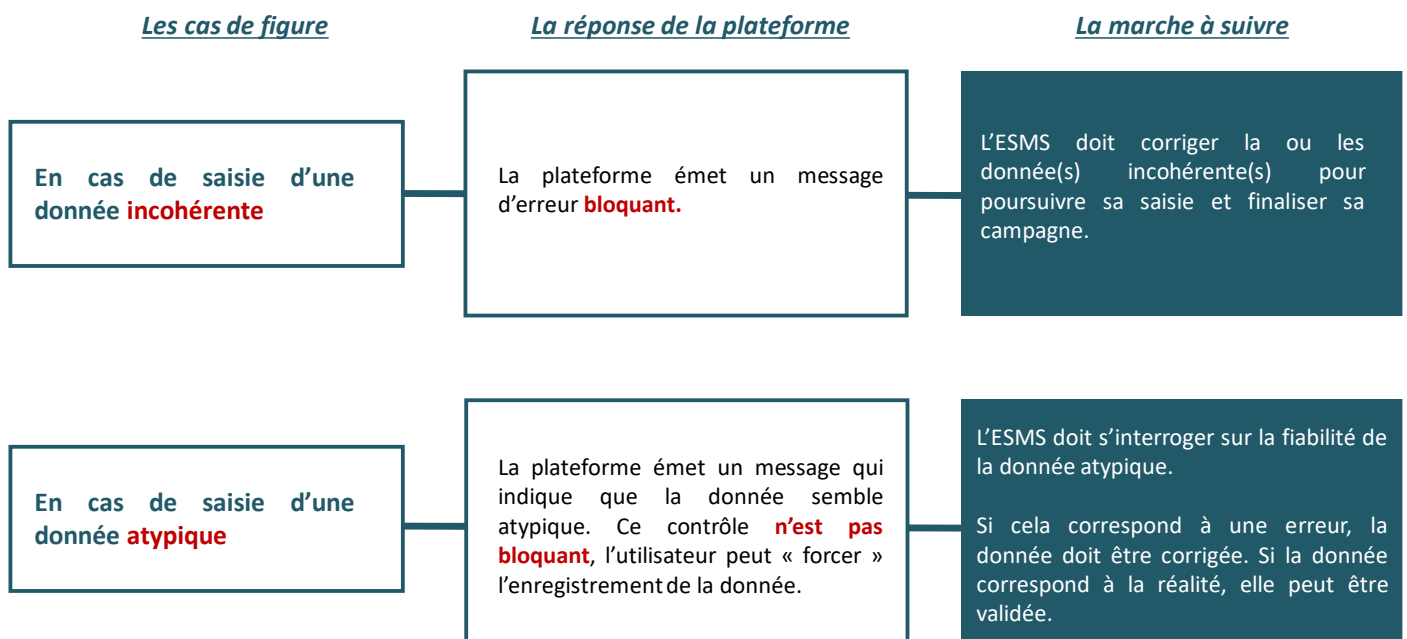 Les cas de figure
La réponse de la plateforme
La marche à suivre
En cas de saisie d’une
donnée incohérente
La plateforme émet un message
d’erreur bloquant.
L’ESMS doit corriger la ou les
donnée(s) incohérente(s) pour
poursuivre sa saisie et finaliser sa
campagne.
En cas de saisie d’une
donnée atypique
La plateforme émet un message qui
indique que la donnée semble
atypique. Ce contrôle n’est pas
bloquant, l’utilisateur peut « forcer »
l’enregistrement de la donnée.
L’ESMS doit s’interroger sur la fiabilité de
la donnée atypique.
Si cela correspond à une erreur, la
donnée doit être corrigée. Si la donnée
correspond à la réalité, elle peut être
validée.